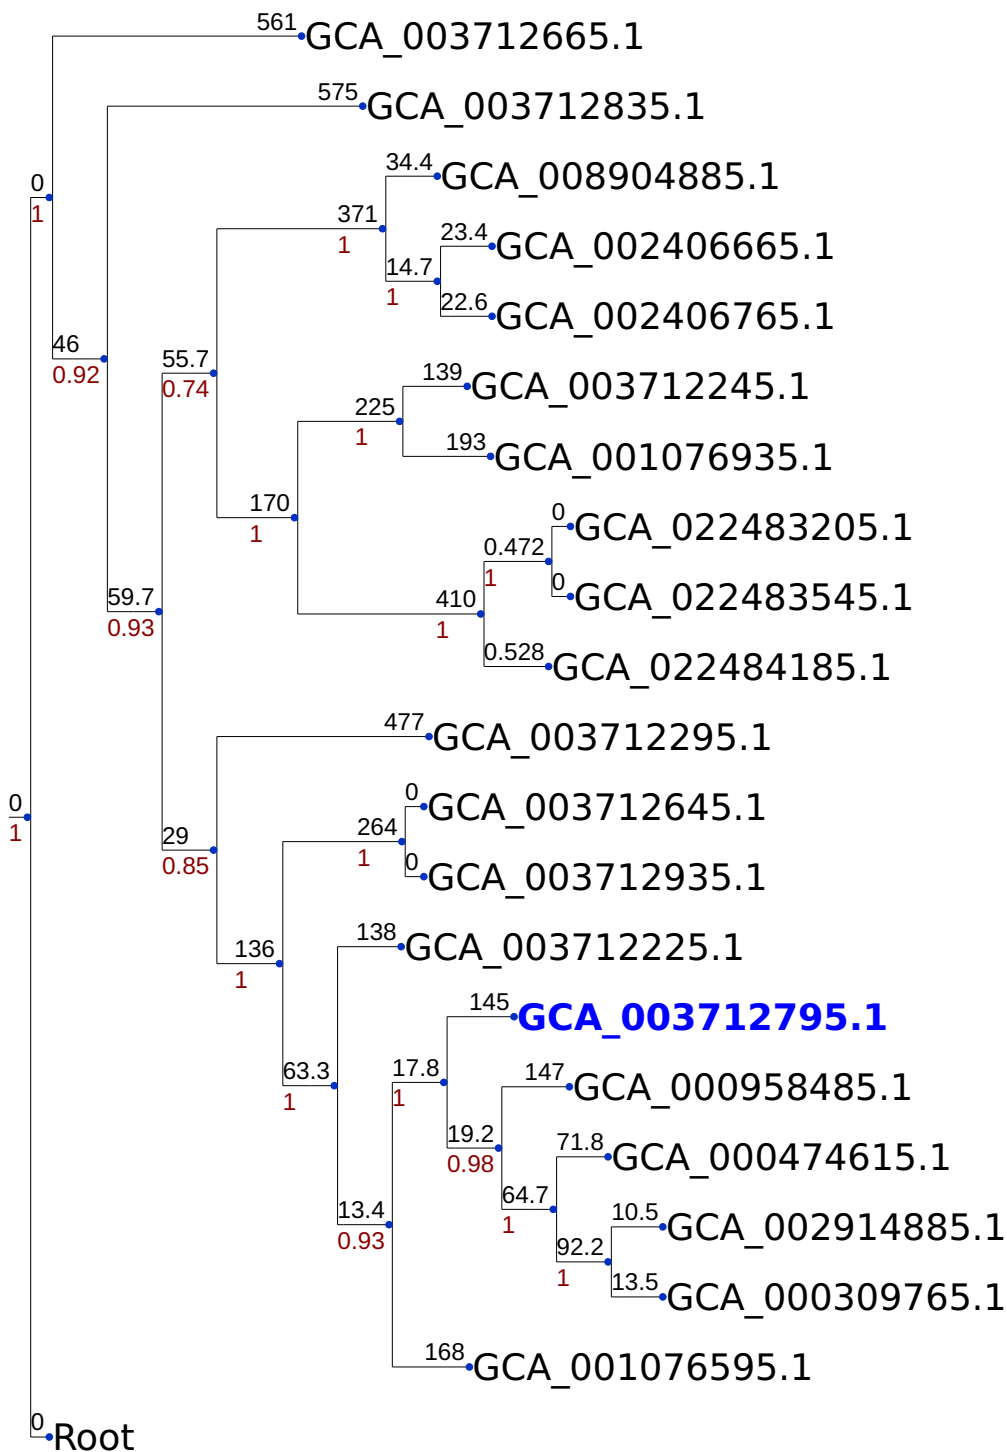 561
GCA_003712665.1
575
GCA_003712835.1
34.4
GCA_008904885.1
0
1
371
1
23.4
GCA_002406665.1
14.7
1
22.6
GCA_002406765.1
46
0.92
55.7
0.74
139
GCA_003712245.1
225
1
193
GCA_001076935.1
170
1
0
GCA_022483205.1
0.472
1
0
GCA_022483545.1
59.7
0.93
410
1
0.528
GCA_022484185.1
477
GCA_003712295.1
0
1
0
GCA_003712645.1
29
0.85
264
1
0
GCA_003712935.1
136
1
138
GCA_003712225.1
145
GCA_003712795.1
63.3
1
17.8
1
147
GCA_000958485.1
19.2
0.98
71.8
GCA_000474615.1
64.7
1
13.4
0.93
10.5
GCA_002914885.1
92.2
1
13.5
GCA_000309765.1
168
GCA_001076595.1
0
Root